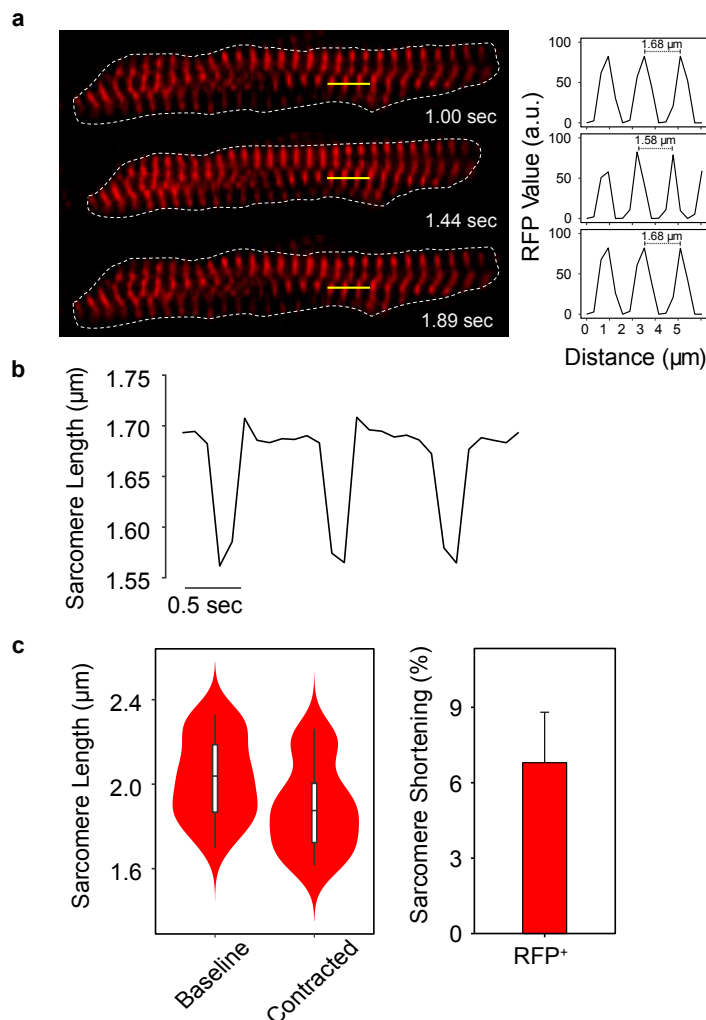 a
1.00 sec
1.44 sec
1.89 sec
RFP Value (a.u.)
100
50
0
1.68 µm
100
50
0
1.58 µm
100
50
0
1.68 µm
0 1 2 3 4 5
Distance (µm)
b
Sarcomere Length (µm)
1.75
1.70
1.65
1.60
1.55
0.5 sec
c
Sarcomere Length (µm)
2.4
2.0
1.6
Baseline
Contracted
Sarcomere Shortening (%)
9
6
3
0
RFP⁺